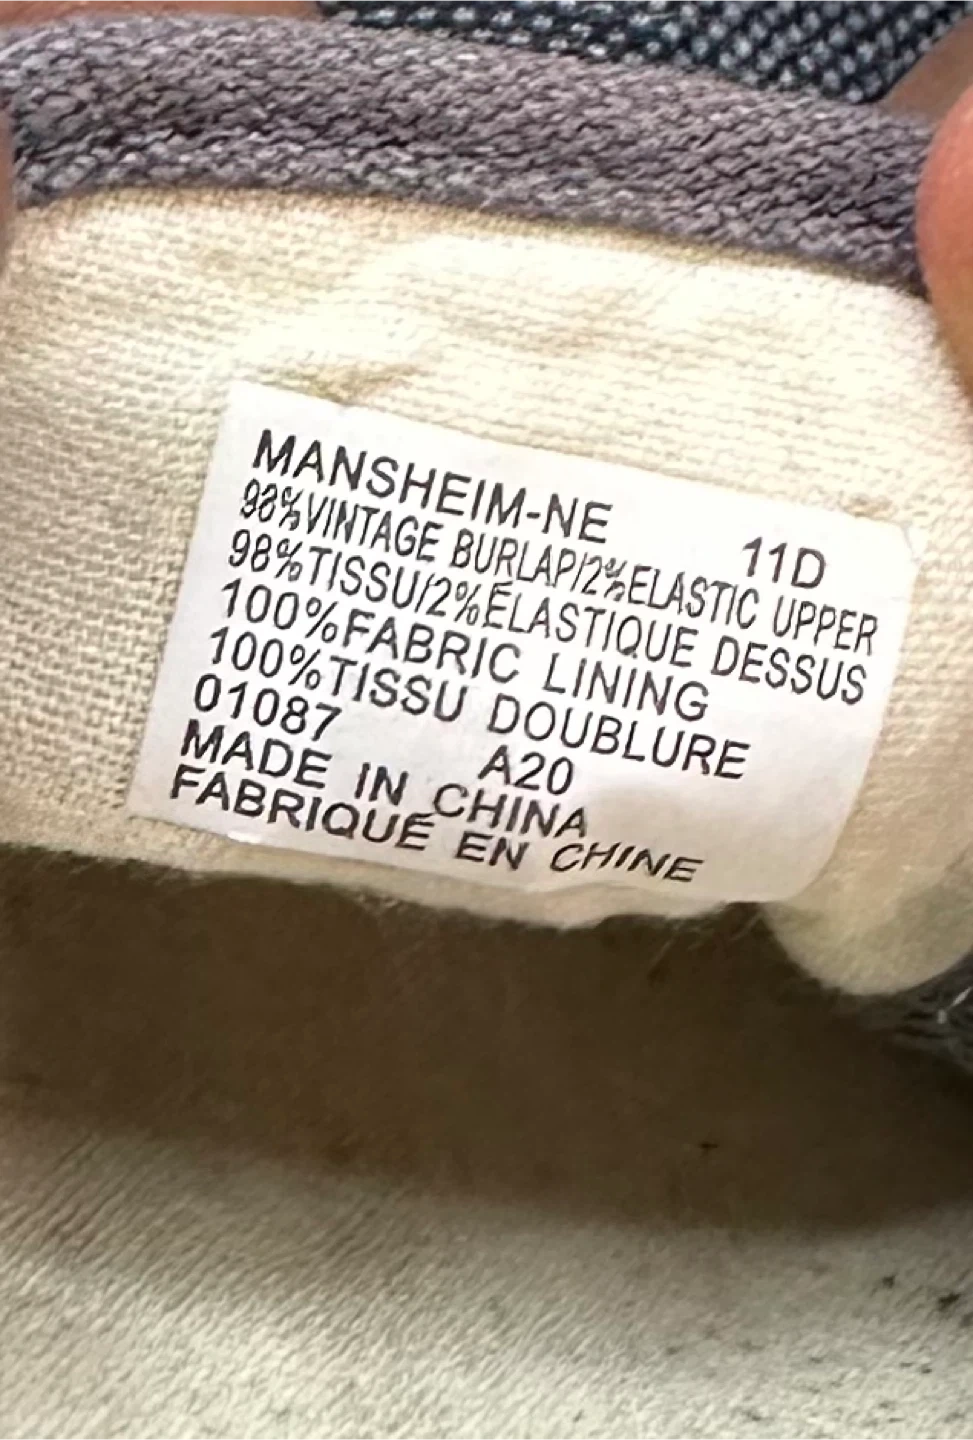 MANSHEIM-NE 11D
98%VINTAGE BURLAP/2%ELASTIC UPPER
98%TISSU/2%ÉLASTIQUE DESSUS
100%FABRIC LINING
100%TISSU DOUBLURE
01087 A20
MADE IN CHINA
FABRIQUÉ EN CHINE